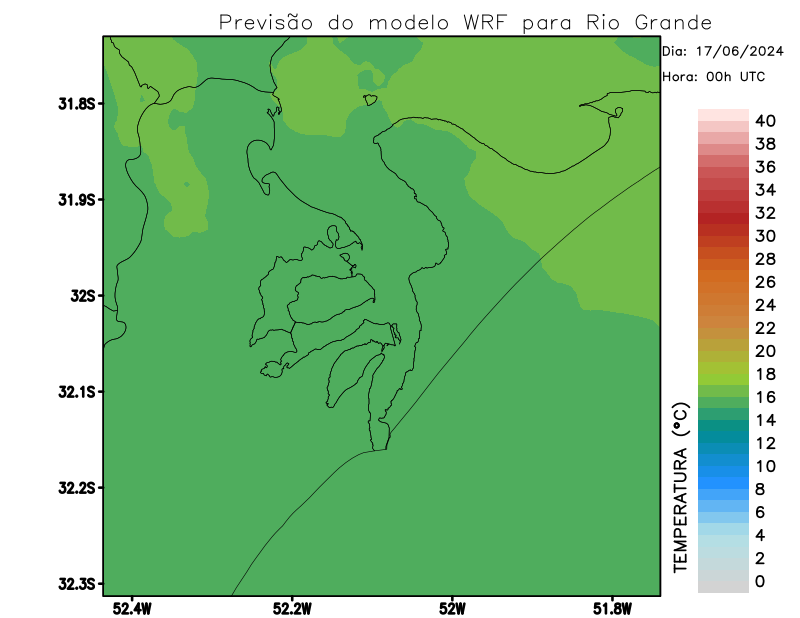 Previsão do modelo WRF para Rio Grande
Dia: 17/06/2024
Hora: 00h UTC
31.8S
31.9S
32S
32.1S
32.2S
32.3S
52.4W
52.2W
52W
51.8W
TEMPERATURA (°C)
40
38
36
34
32
30
28
26
24
22
20
18
16
14
12
10
8
6
4
2
0